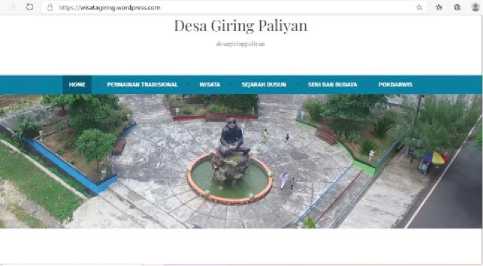 https://wisatagiring.wordpress.com
Desa Giring Paliyan
desagiringpaliyan
HOME PERMAINAN TRADISIONAL WISATA SEJARAH DUSUN SENI DAN BUDAYA POKDARWIS